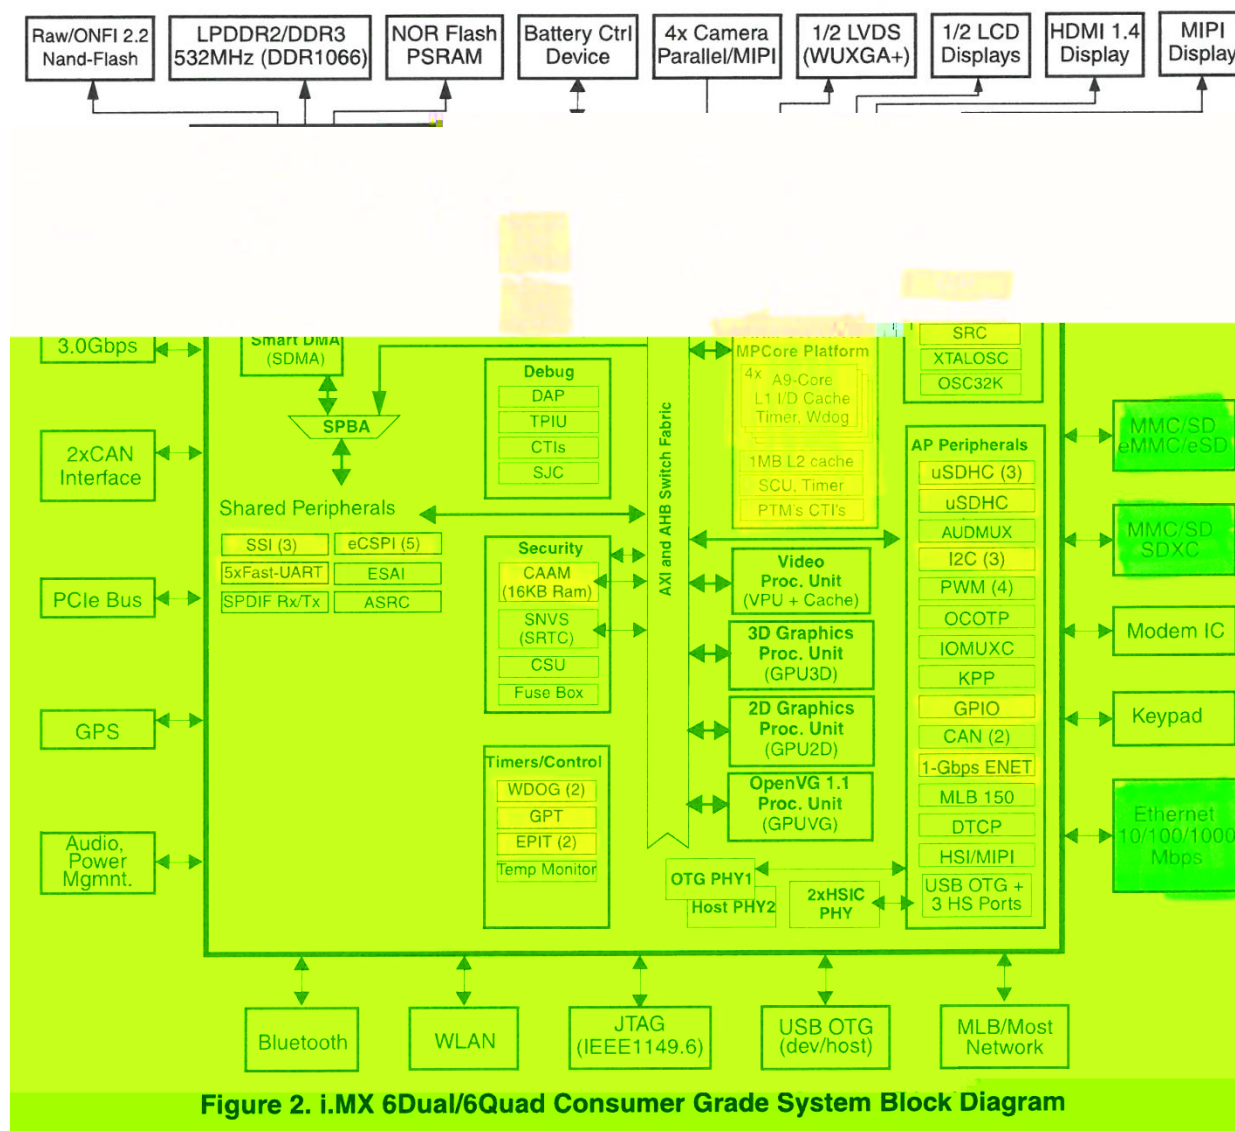 Raw/ONFI 2.2
Nand-Flash
LPDDR2/DDR3
532MHz (DDR1066)
NOR Flash
PSRAM
Battery Ctrl
Device
4x Camera
Parallel/MIPI
1/2 LVDS
(WUXGA+)
1/2 LCD
Displays
HDMI 1.4
Display
MIPI
Display
3.0Gbps
2xCAN
Interface
PCIe Bus
GPS
Audio,
Power
Mgmnt.
Smart DMA
(SDMA)
SPBA
Shared Peripherals
SSI (3)
eCSPI (5)
5xFast-UART
ESAI
SPDIF Rx/Tx
ASRC
Debug
DAP
TPIU
CTIs
SJC
Security
CAAM
(16KB Ram)
SNVS
(SRTC)
CSU
Fuse Box
Timers/Control
WDOG (2)
GPT
EPIT (2)
Temp Monitor
AXI and AHB Switch Fabric
MPCore Platform
4x
A9-Core
L1 I/D Cache
Timer, Wdog
1MB L2 cache
SCU, Timer
PTM's CTI's
Video
Proc. Unit
(VPU + Cache)
3D Graphics
Proc. Unit
(GPU3D)
2D Graphics
Proc. Unit
(GPU2D)
OpenVG 1.1
Proc. Unit
(GPUVG)
OTG PHY1
Host PHY2
2xHSIC
PHY
SRC
XTALOSC
OSC32K
AP Peripherals
uSDHC (3)
uSDHC
AUDMUX
I2C (3)
PWM (4)
OCOTP
IOMUXC
KPP
GPIO
CAN (2)
1-Gbps ENET
MLB 150
DTCP
HSI/MIPI
USB OTG +
3 HS Ports
MMC/SD
eMMC/eSD
MMC/SD
SDXC
Modem IC
Keypad
Ethernet
10/100/1000
Mbps
Bluetooth
WLAN
JTAG
(IEEE1149.6)
USB OTG
(dev/host)
MLB/Most
Network
Figure 2. i.MX 6Dual/6Quad Consumer Grade System Block Diagram